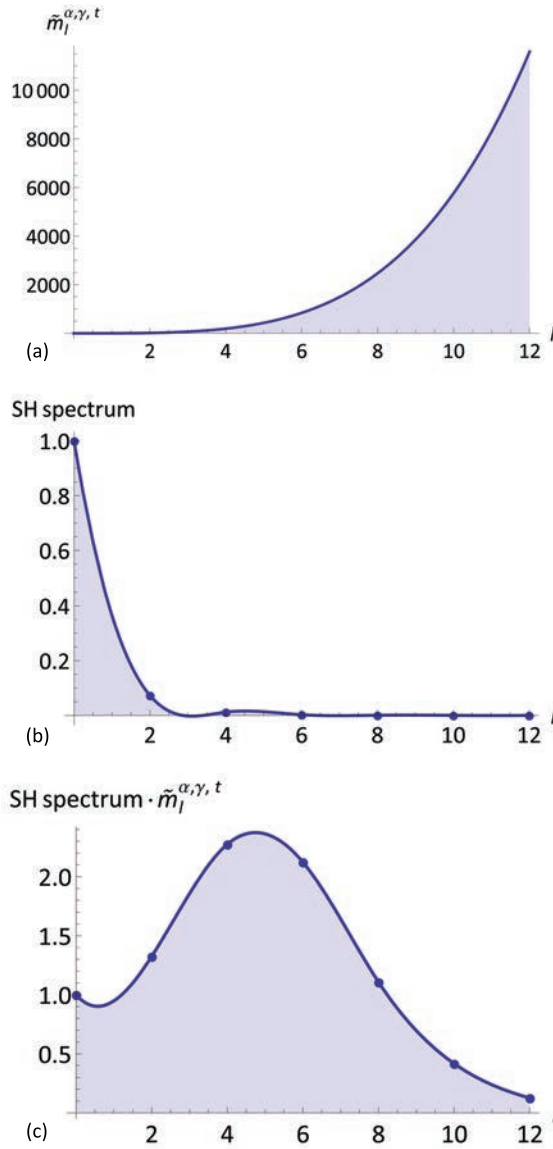 m̃_l^{α,γ, t}
10 000
8000
6000
4000
2000
2 4 6 8 10 12 l
(a)
SH spectrum
1.0
0.8
0.6
0.4
0.2
2 4 6 8 10 12 l
(b)
SH spectrum · m̃_l^{α,γ, t}
2.0
1.5
1.0
0.5
2 4 6 8 10 12
(c)